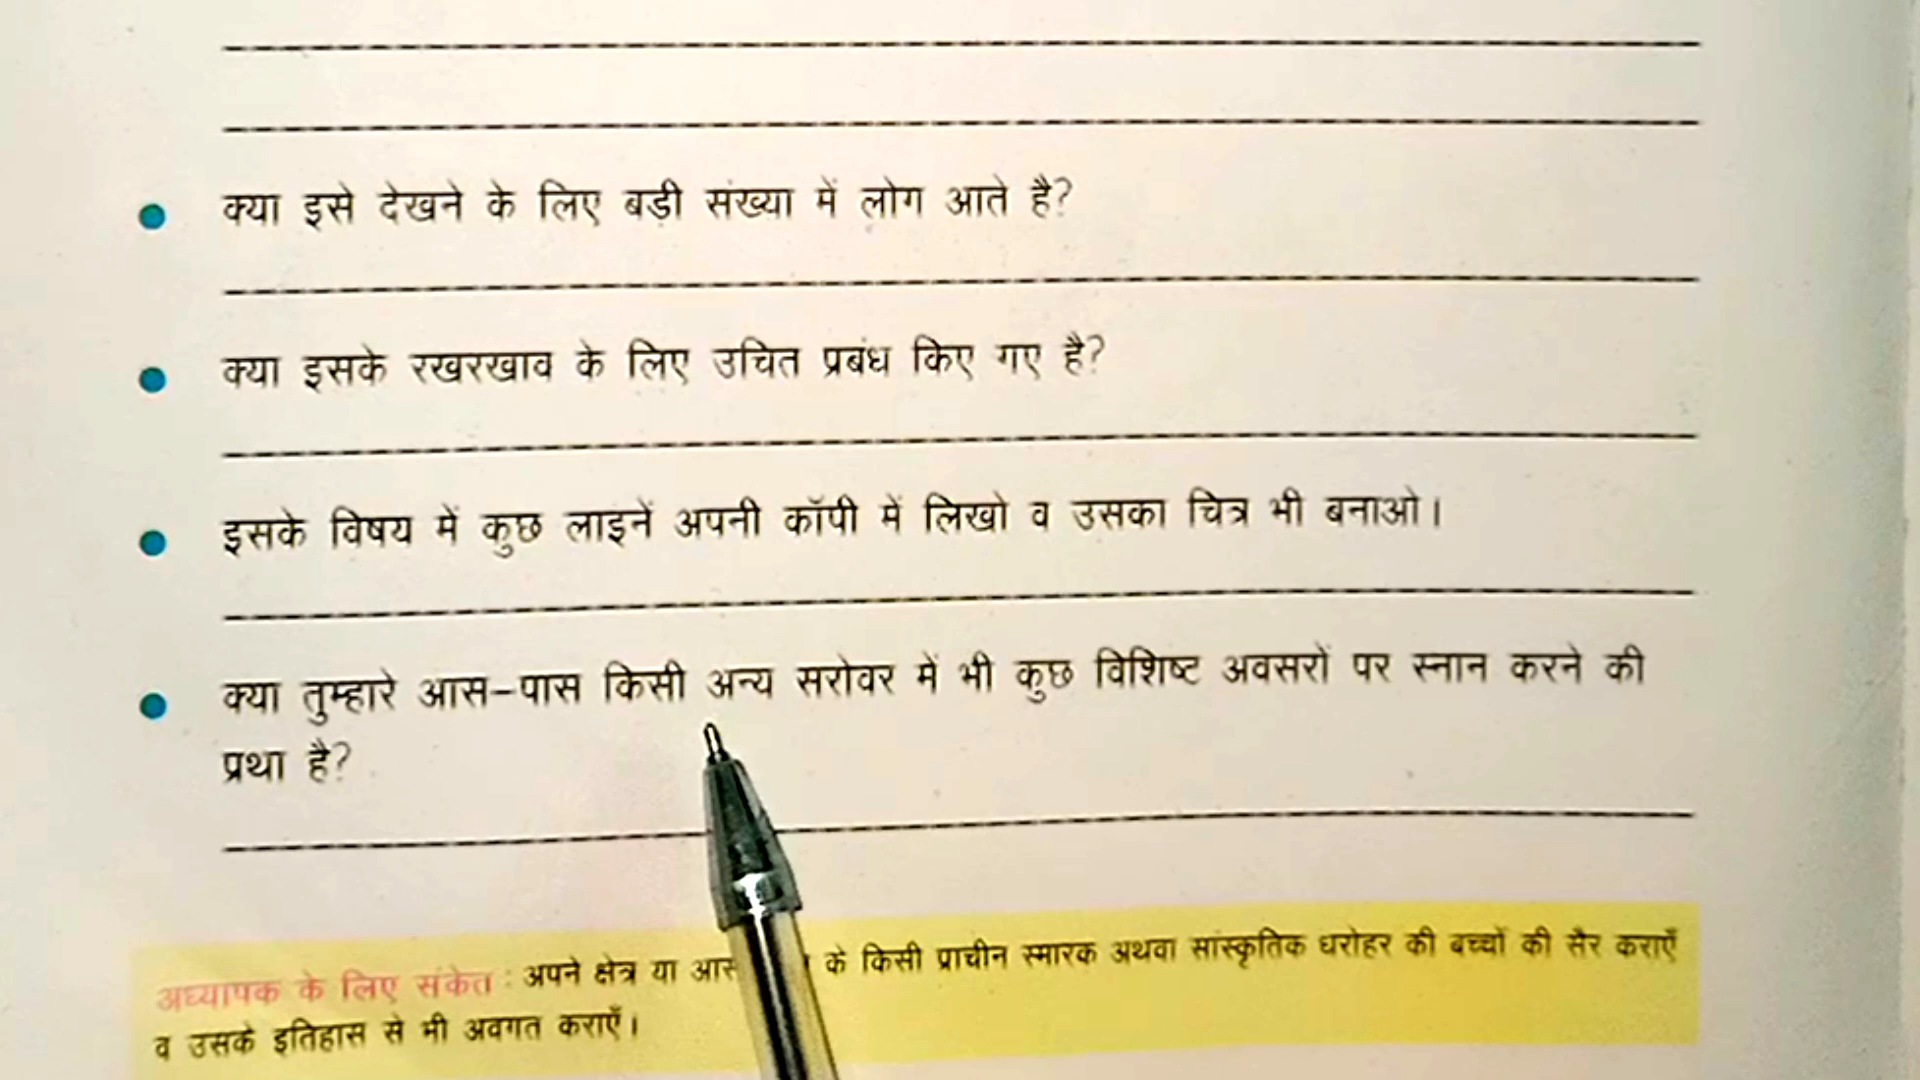 क्या इसे देखने के लिए बड़ी संख्या में लोग आते है?
क्या इसके रखरखाव के लिए उचित प्रबंध किए गए है?
इसके विषय में कुछ लाइनें अपनी कॉपी में लिखो व उसका चित्र भी बनाओ।
क्या तुम्हारे आस-पास किसी अन्य सरोवर में भी कुछ विशिष्ट अवसरों पर स्नान करने की
प्रथा है?
अध्यापक के लिए संकेत : अपने क्षेत्र या के किसी प्राचीन स्मारक अथवा सांस्कृतिक धरोहर की बच्चों की सैर कराएँ
व उसके इतिहास से भी अवगत कराएँ।